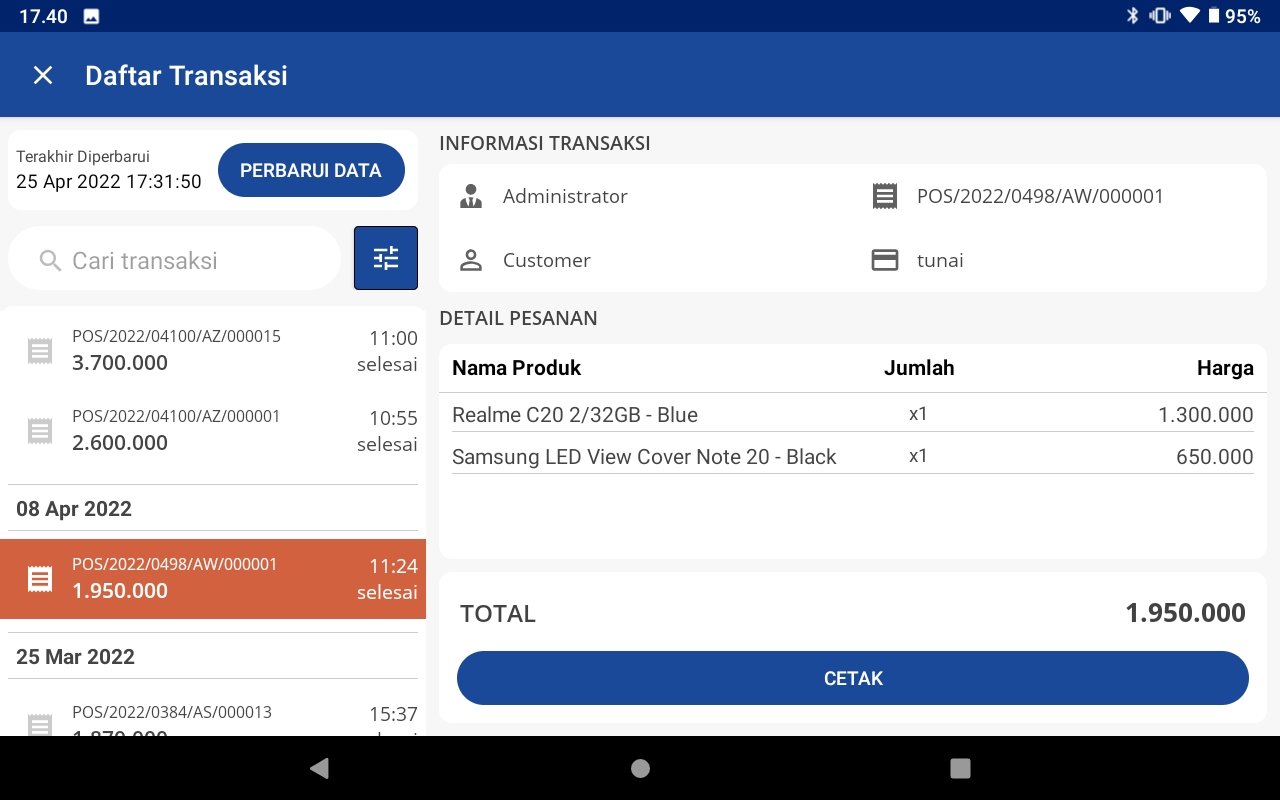 17.40
95%
Daftar Transaksi
Terakhir Diperbarui
25 Apr 2022 17:31:50
PERBARUI DATA
Cari transaksi
POS/2022/04100/AZ/000015
11:00
3.700.000
selesai
POS/2022/04100/AZ/000001
10:55
2.600.000
selesai
08 Apr 2022
POS/2022/0498/AW/000001
11:24
1.950.000
selesai
25 Mar 2022
POS/2022/0384/AS/000013
15:37
INFORMASI TRANSAKSI
Administrator
POS/2022/0498/AW/000001
Customer
tunai
DETAIL PESANAN
Nama Produk Jumlah Harga
Realme C20 2/32GB - Blue x1 1.300.000
Samsung LED View Cover Note 20 - Black x1 650.000
TOTAL 1.950.000
CETAK